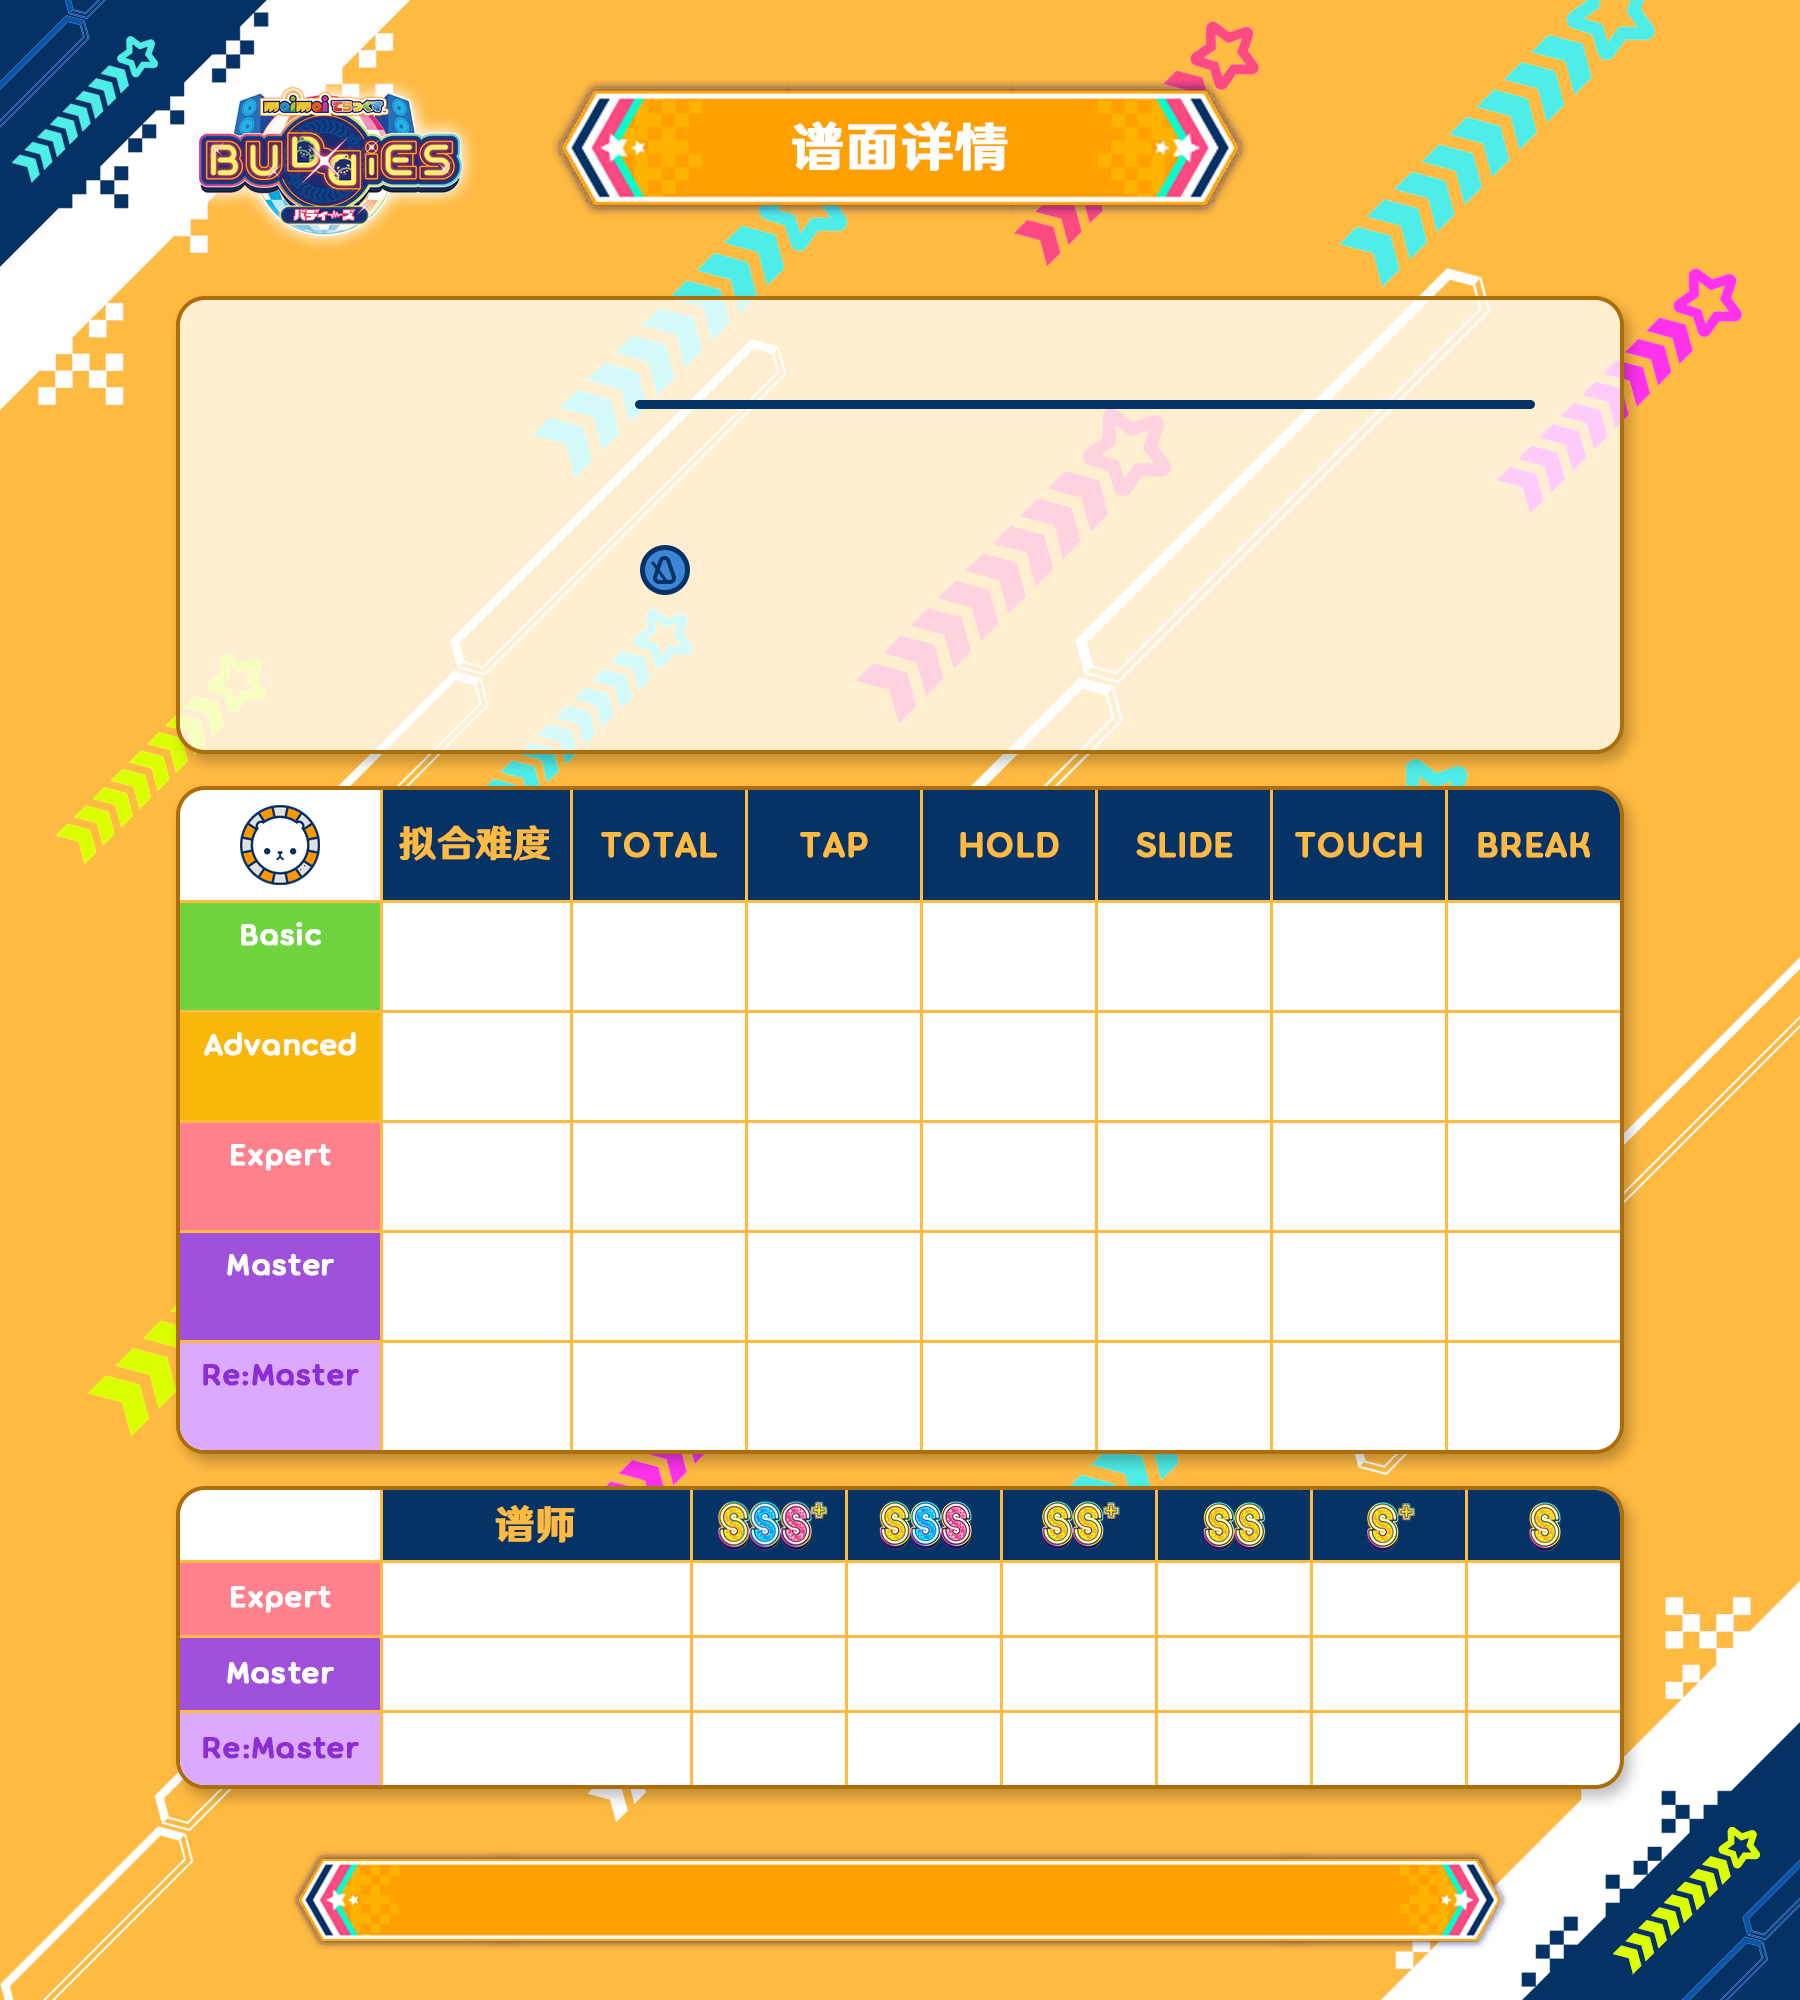 maimai でらっくす
BUDDiES
バディーズ
谱面详情
拟合难度 TOTAL TAP HOLD SLIDE TOUCH BREAK
Basic
Advanced
Expert
Master
Re:Master
谱师 SSS+ SSS SS+ SS S+ S
Expert
Master
Re:Master